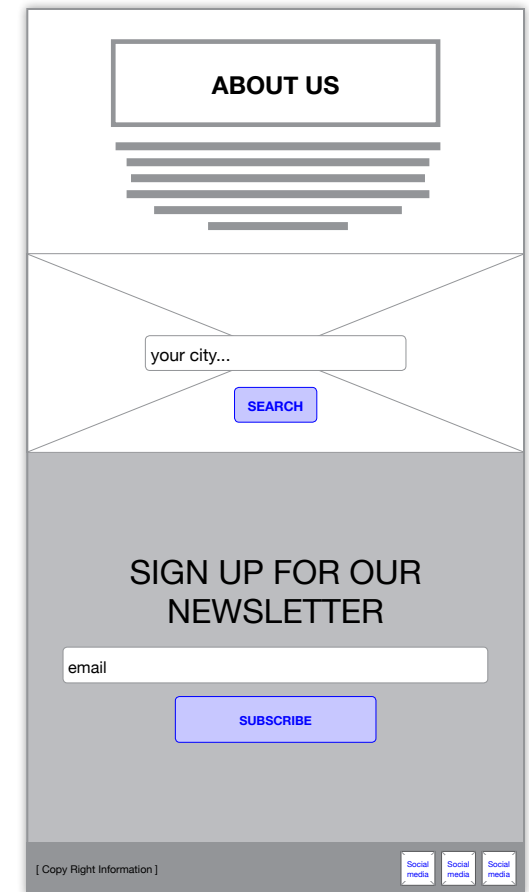 ABOUT US
your city...
SEARCH
SIGN UP FOR OUR
NEWSLETTER
email
SUBSCRIBE
[ Copy Right Information ]
Social
media
Social
media
Social
media